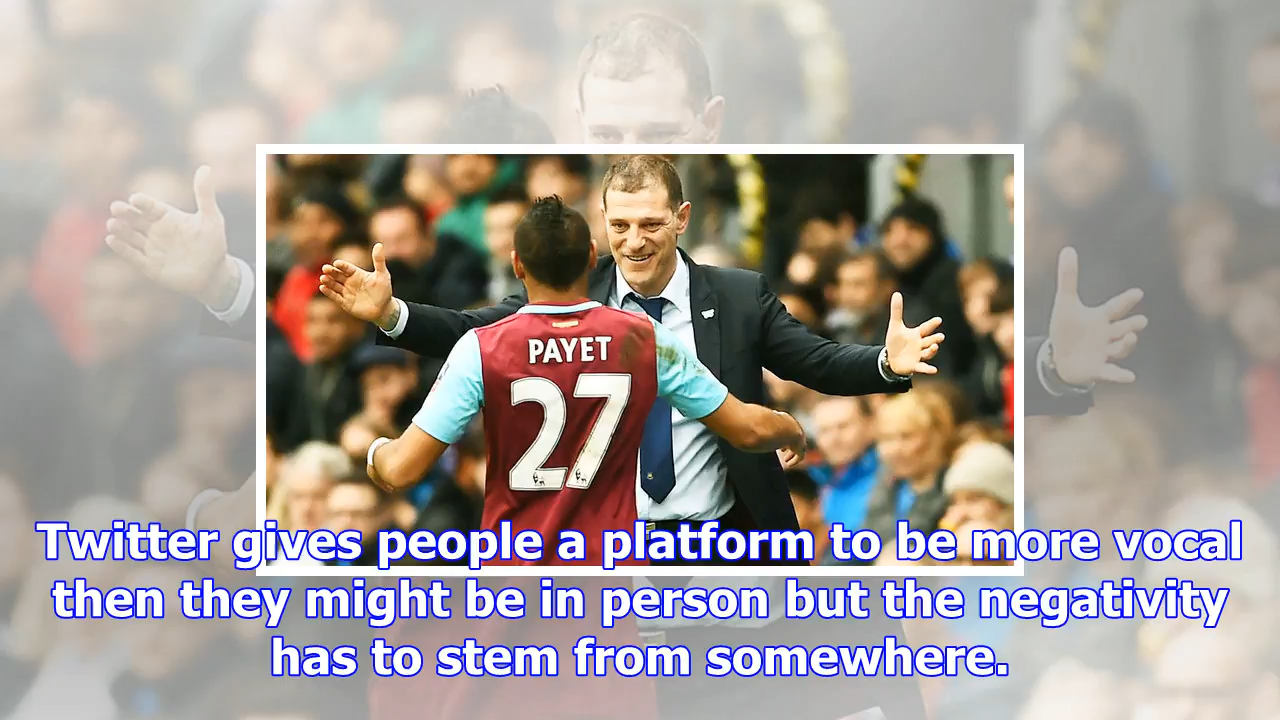 PAYET
27
Twitter gives people a platform to be more vocal
then they might be in person but the negativity
has to stem from somewhere.